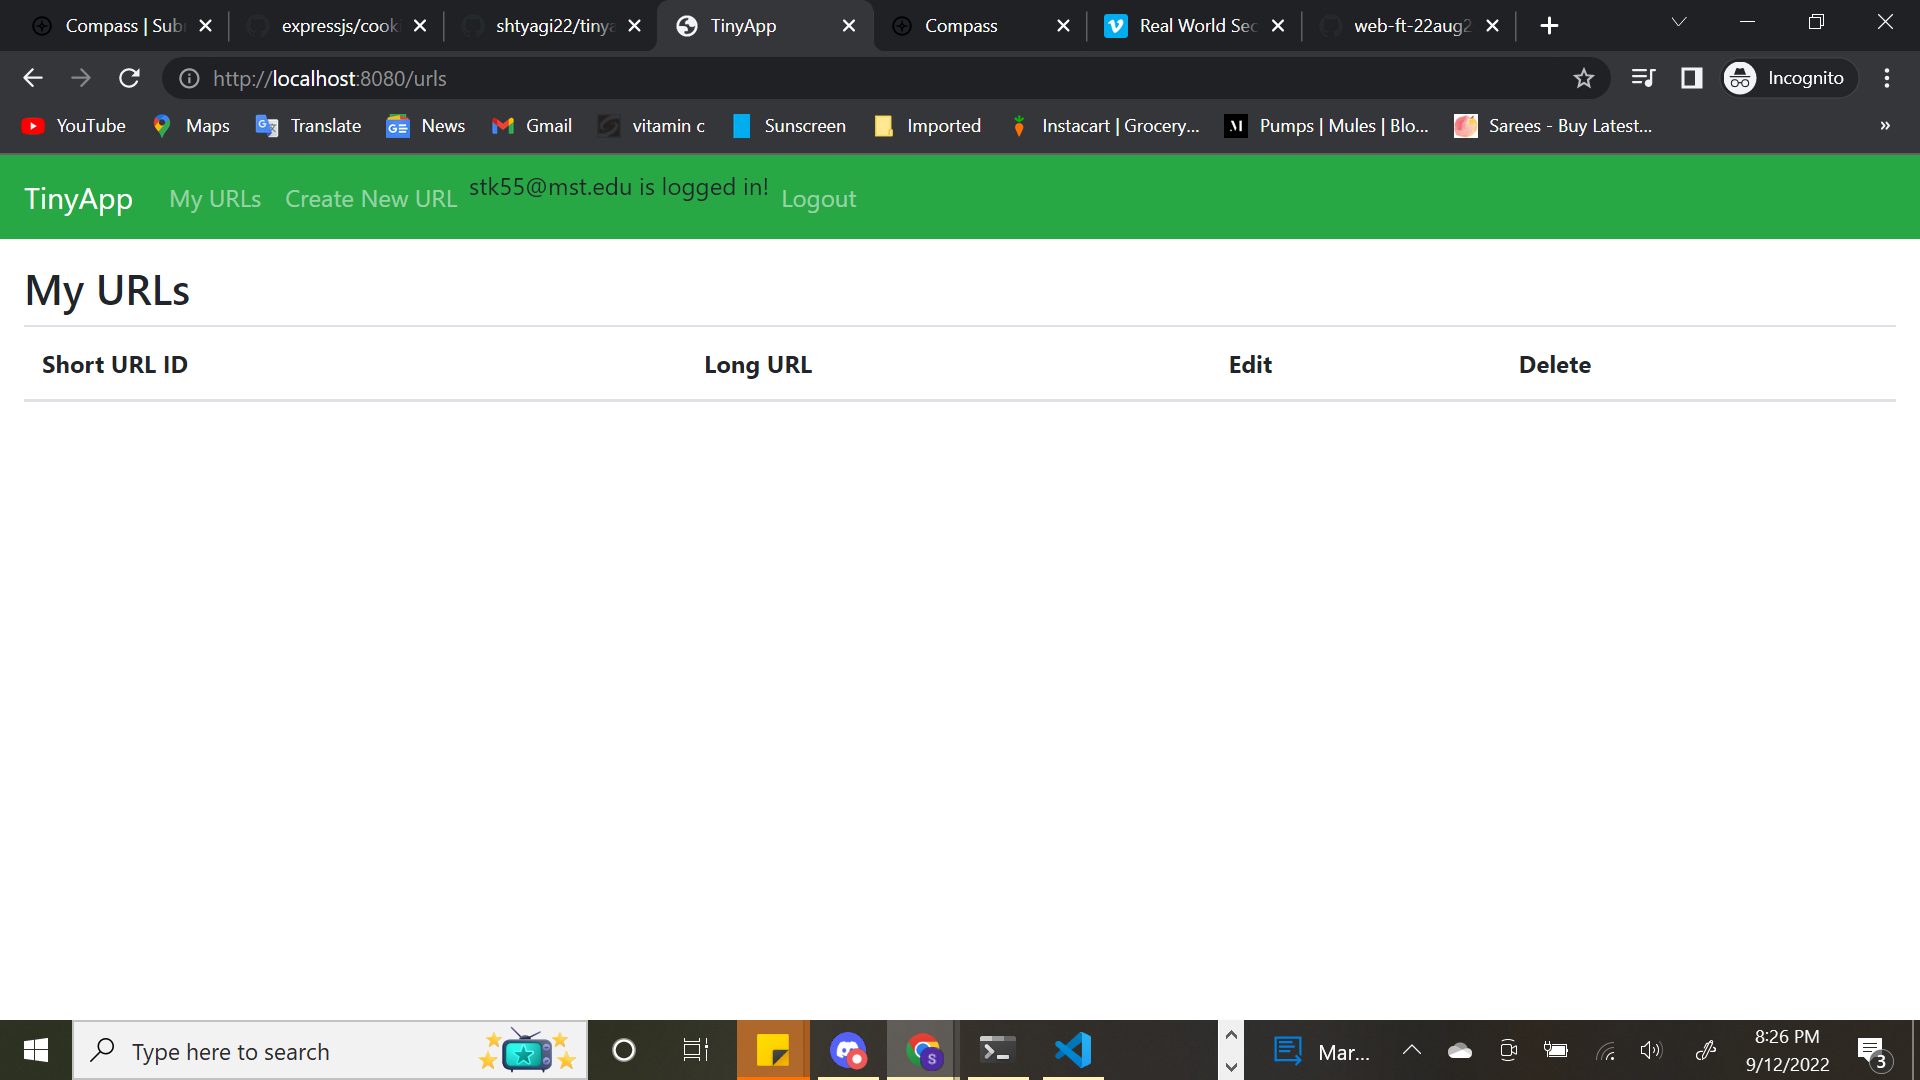 Compass | Sub
expressjs/cook
shtyagi22/tinya
TinyApp
Compass
Real World Sec
web-ft-22aug2
http://localhost:8080/urls
Incognito
YouTube
Maps
Translate
News
Gmail
vitamin c
Sunscreen
Imported
Instacart | Grocery...
Pumps | Mules | Blo...
Sarees - Buy Latest...
»
TinyApp
My URLs
Create New URL
stk55@mst.edu is logged in!
Logout
My URLs
Short URL ID
Long URL
Edit
Delete
Type here to search
Mar...
8:26 PM
9/12/2022
3